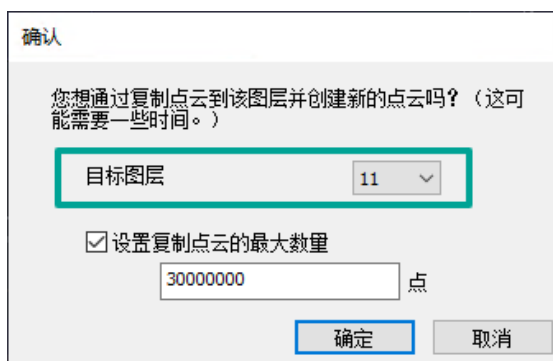 确认
您想通过复制点云到该图层并创建新的点云吗？（这可
能需要一些时间。）
目标图层 11
设置复制点云的最大数量
30000000 点
确定 取消